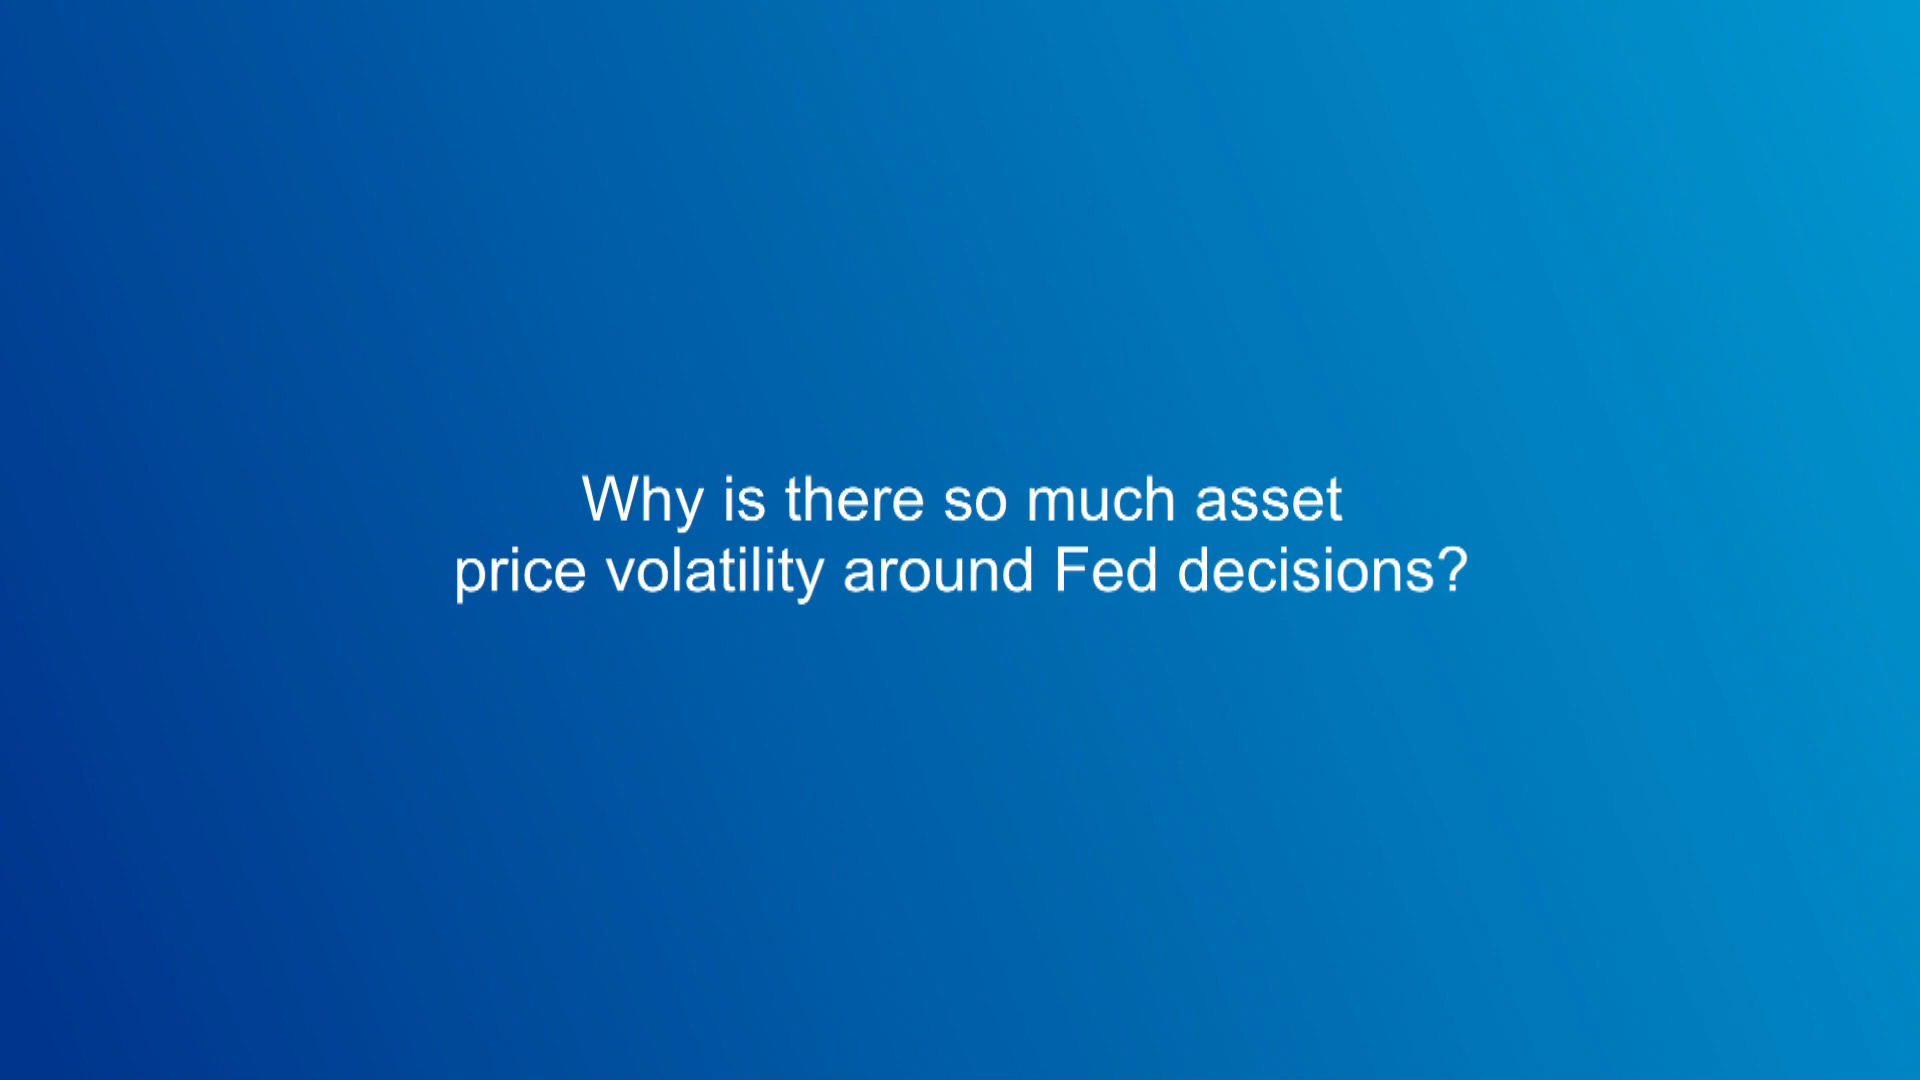 Why is there so much asset
price volatility around Fed decisions?